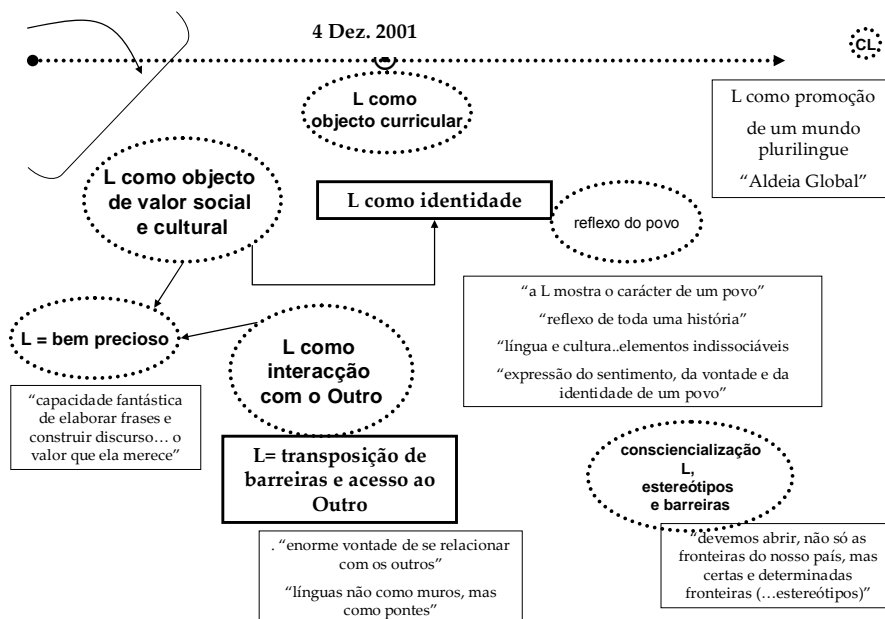 4 Dez. 2001
CL
L como
objecto curricular
L como promoção
de um mundo
plurilingue
“Aldeia Global”
L como objecto
de valor social
e cultural
L como identidade
reflexo do povo
“a L mostra o carácter de um povo”
“reflexo de toda uma história”
“língua e cultura..elementos indissociáveis
“expressão do sentimento, da vontade e da
identidade de um povo”
L = bem precioso
L como
interacção
com o Outro
“capacidade fantástica
de elaborar frases e
construir discurso… o
valor que ela merece”
L= transposição de
barreiras e acesso ao
Outro
consciencialização
L,
estereótipos
e barreiras
. “enorme vontade de se relacionar
com os outros”
“línguas não como muros, mas
como pontes”
“devemos abrir, não só as
fronteiras do nosso país, mas
certas e determinadas
fronteiras (…estereótipos)”